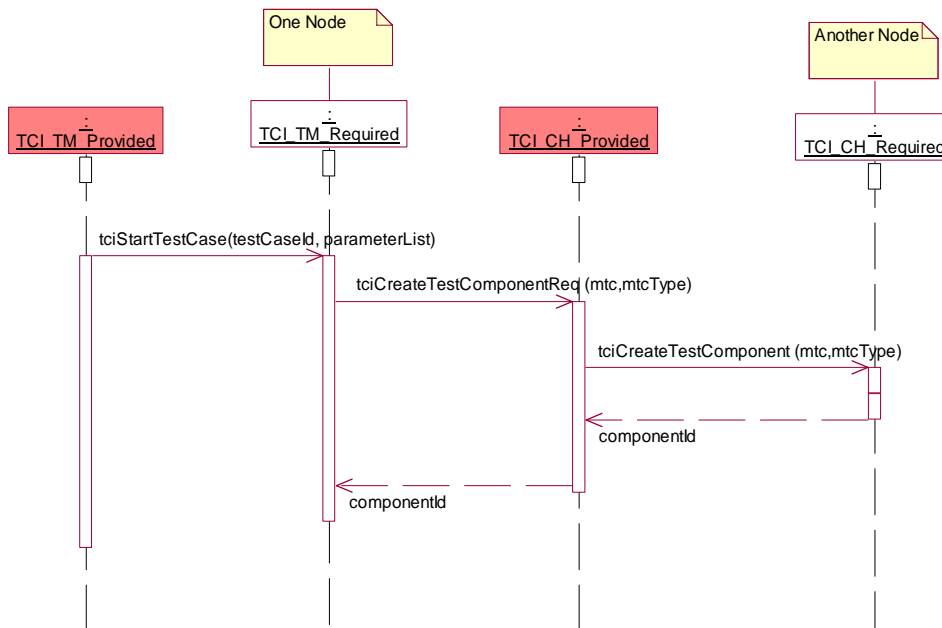 One Node
Another Node
:
TCI_TM_Provided
:
TCI_TM_Required
:
TCI_CH_Provided
:
TCI_CH_Required
tciStartTestCase(testCaseId, parameterList)
tciCreateTestComponentReq (mtc,mtcType)
tciCreateTestComponent (mtc,mtcType)
componentId
componentId